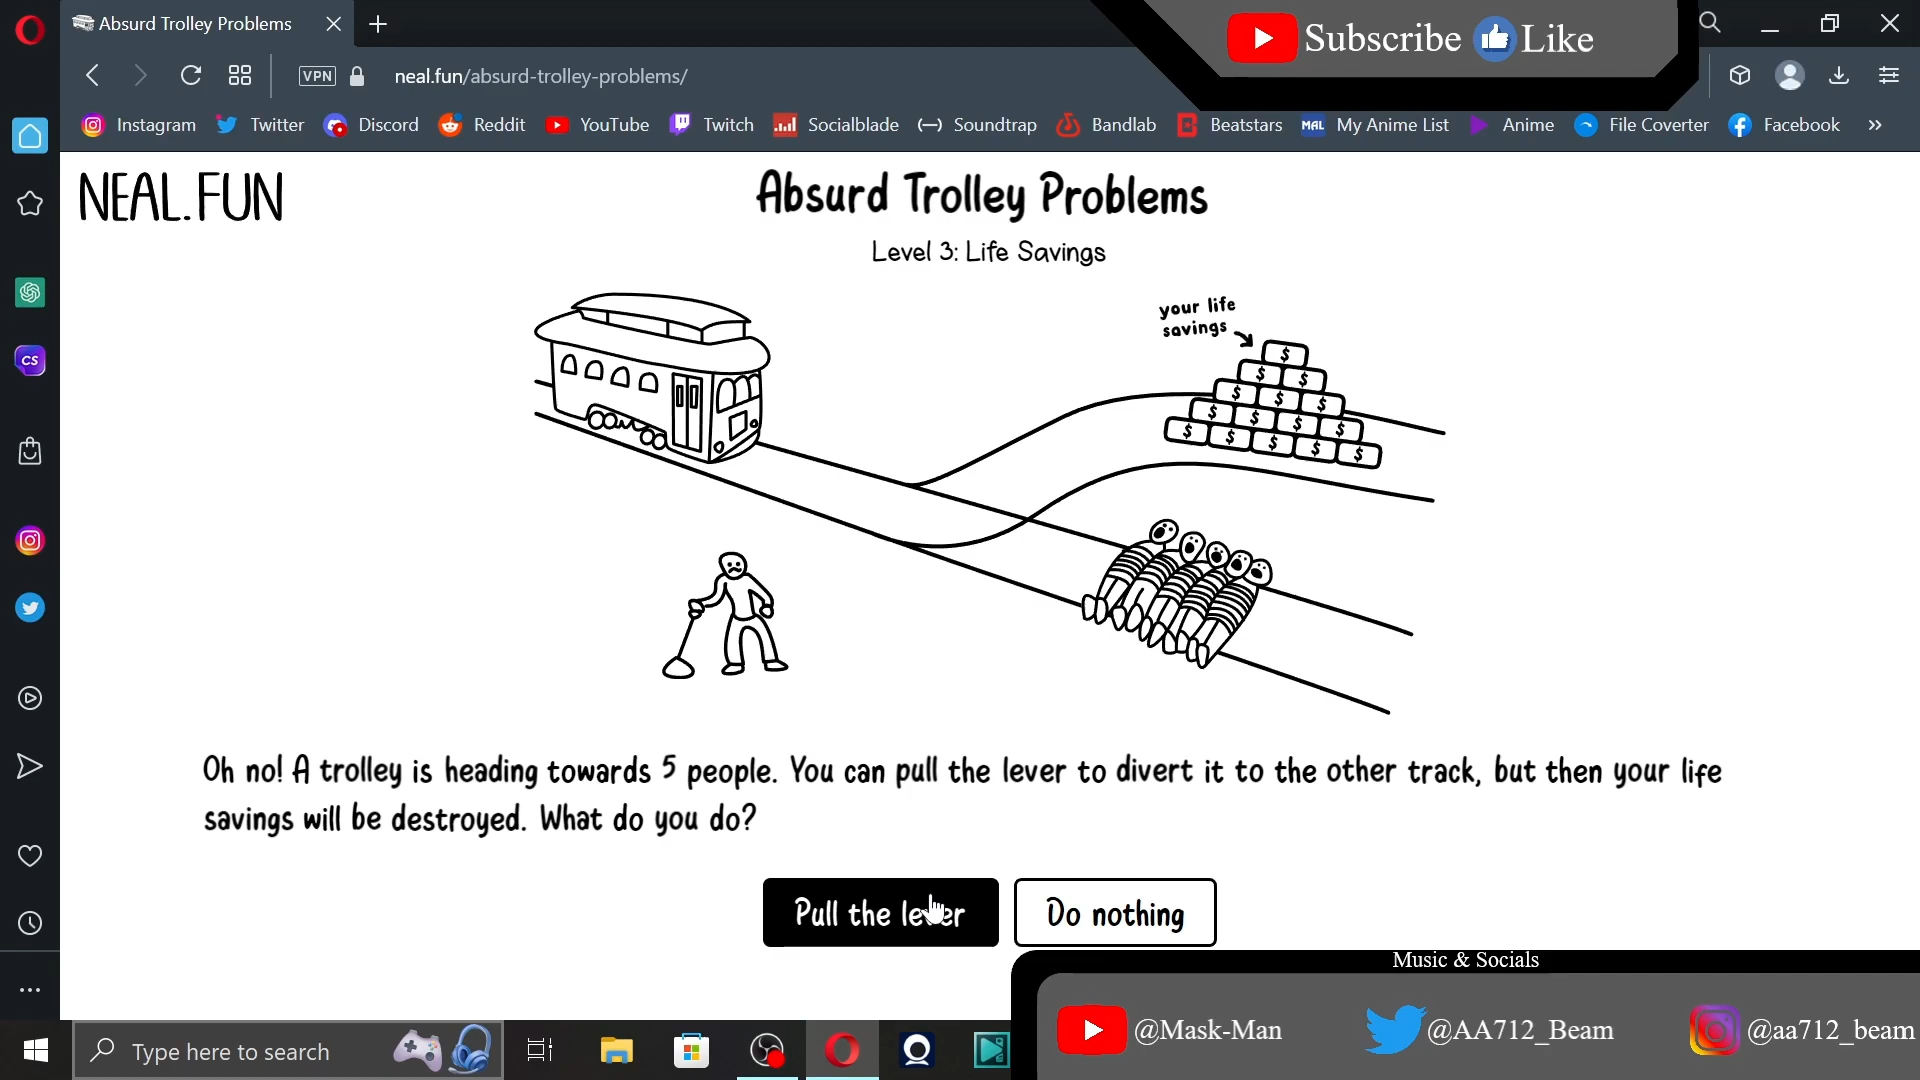 Absurd Trolley Problems
Subscribe Like
VPN neal.fun/absurd-trolley-problems/
Instagram Twitter Discord Reddit YouTube Twitch Socialblade Soundtrap Bandlab Beatstars MAL My Anime List Anime File Coverter Facebook »
NEAL.FUN
Absurd Trolley Problems
Level 3: Life Savings
CS
your life
savings
$
$ $
$ $ $
$ $ $ $
$ $ $ $ $
Oh no! A trolley is heading towards 5 people. You can pull the lever to divert it to the other track, but then your life
savings will be destroyed. What do you do?
Pull the lever Do nothing
Music & Socials
@Mask-Man @AA712_Beam @aa712_beam
Type here to search